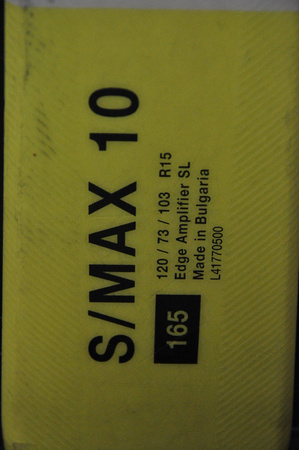 S/MAX 10
165
120 / 73 / 103 R15
Edge Amplifier SL
Made in Bulgaria
L41770500